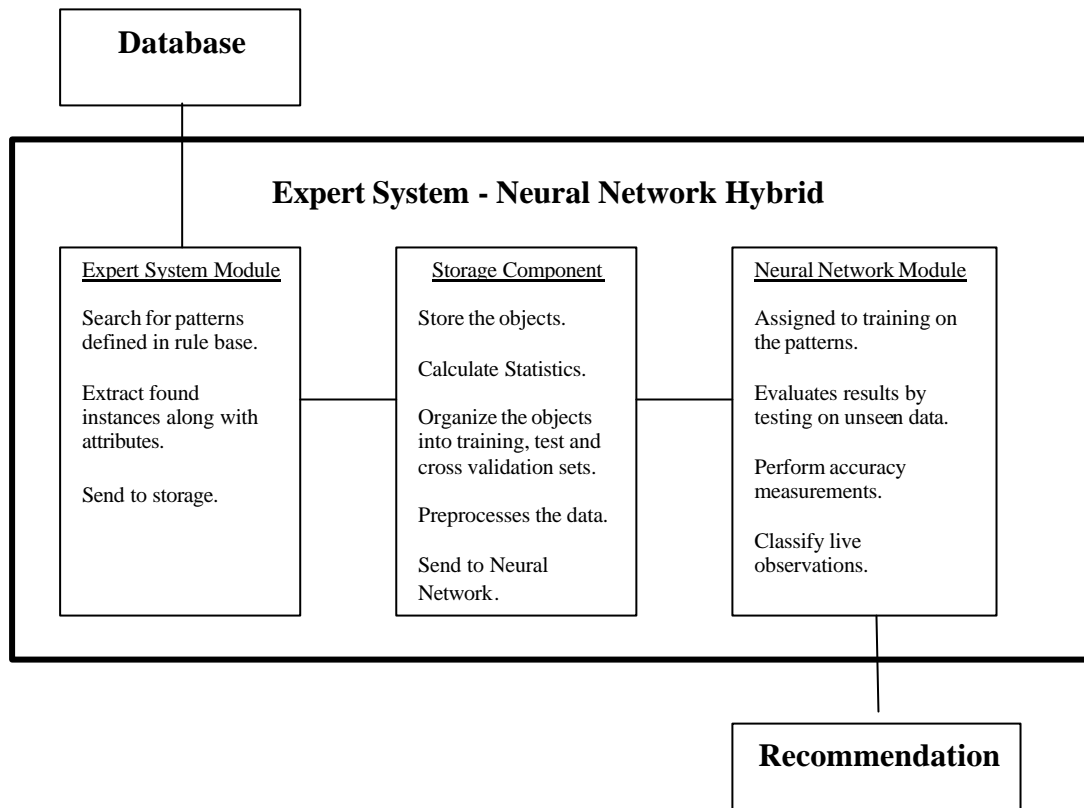 Database
Expert System - Neural Network Hybrid
Expert System Module
Search for patterns
defined in rule base.
Extract found
instances along with
attributes.
Send to storage.
Storage Component
Store the objects.
Calculate Statistics.
Organize the objects
into training, test and
cross validation sets.
Preprocesses the data.
Send to Neural
Network.
Neural Network Module
Assigned to training on
the patterns.
Evaluates results by
testing on unseen data.
Perform accuracy
measurements.
Classify live
observations.
Recommendation